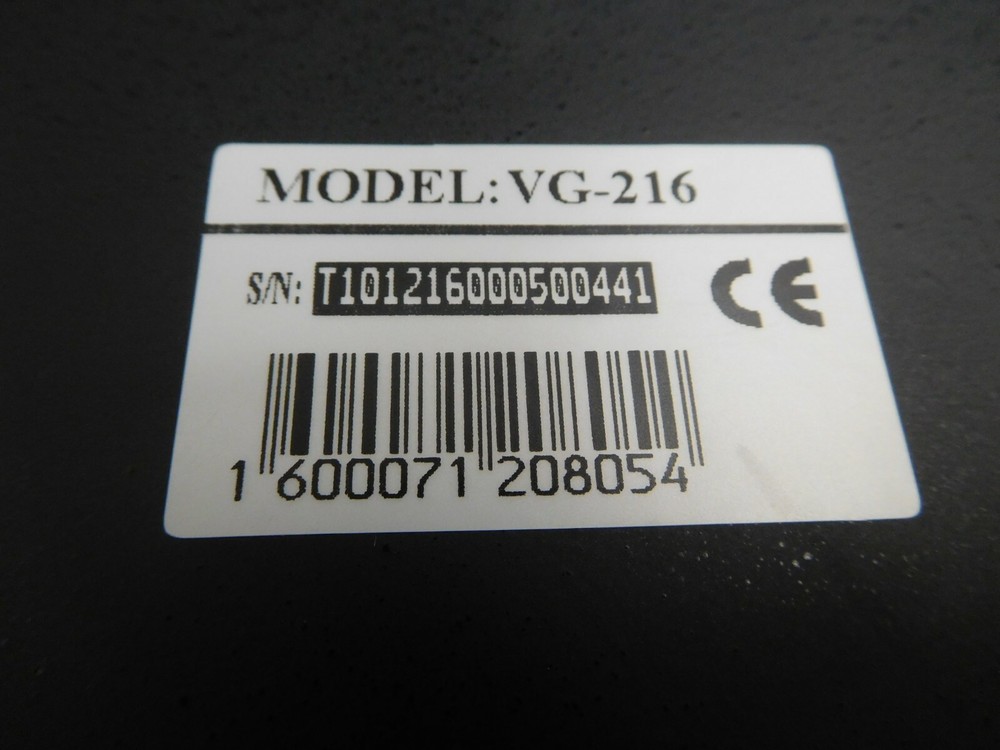 MODEL: VG-216
S/N: T101216000500441 CE
1 600071 208054